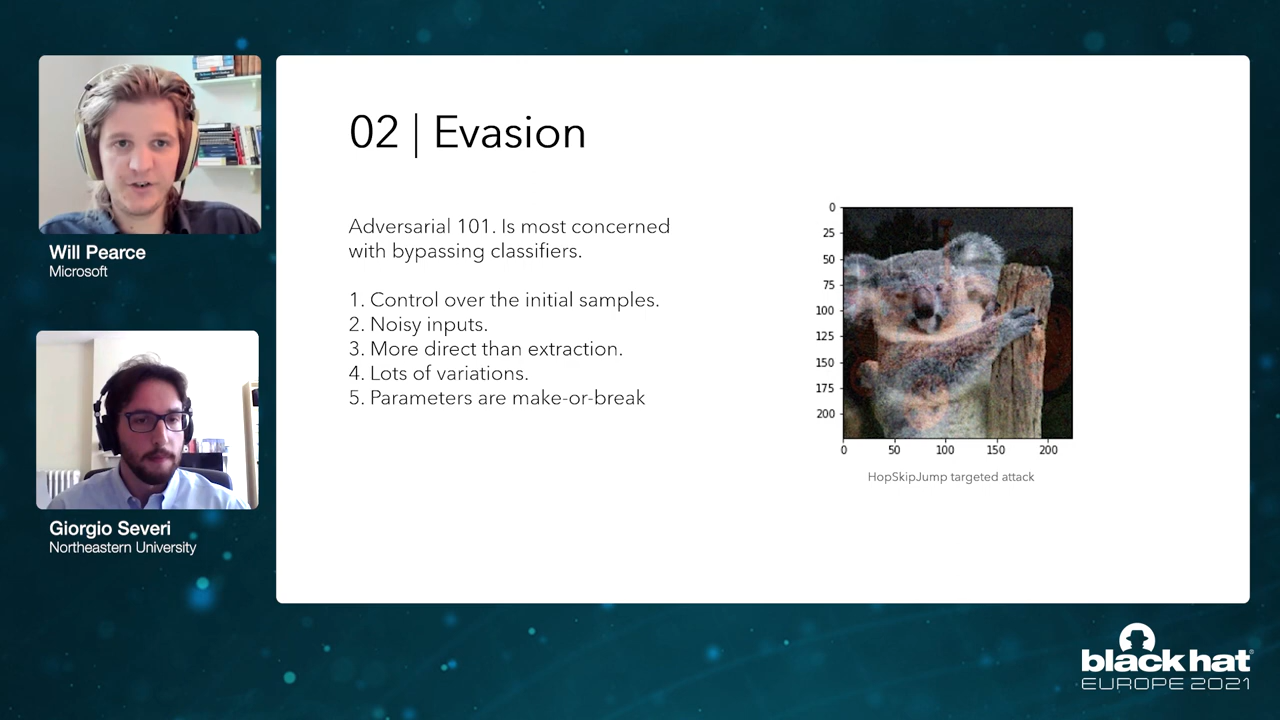 Will Pearce
Microsoft
Giorgio Severi
Northeastern University
02 | Evasion
Adversarial 101. Is most concerned
with bypassing classifiers.
1. Control over the initial samples.
2. Noisy inputs.
3. More direct than extraction.
4. Lots of variations.
5. Parameters are make-or-break
0
25
50
75
100
125
150
175
200
0 50 100 150 200
HopSkipJump targeted attack
black hat
EUROPE 2021